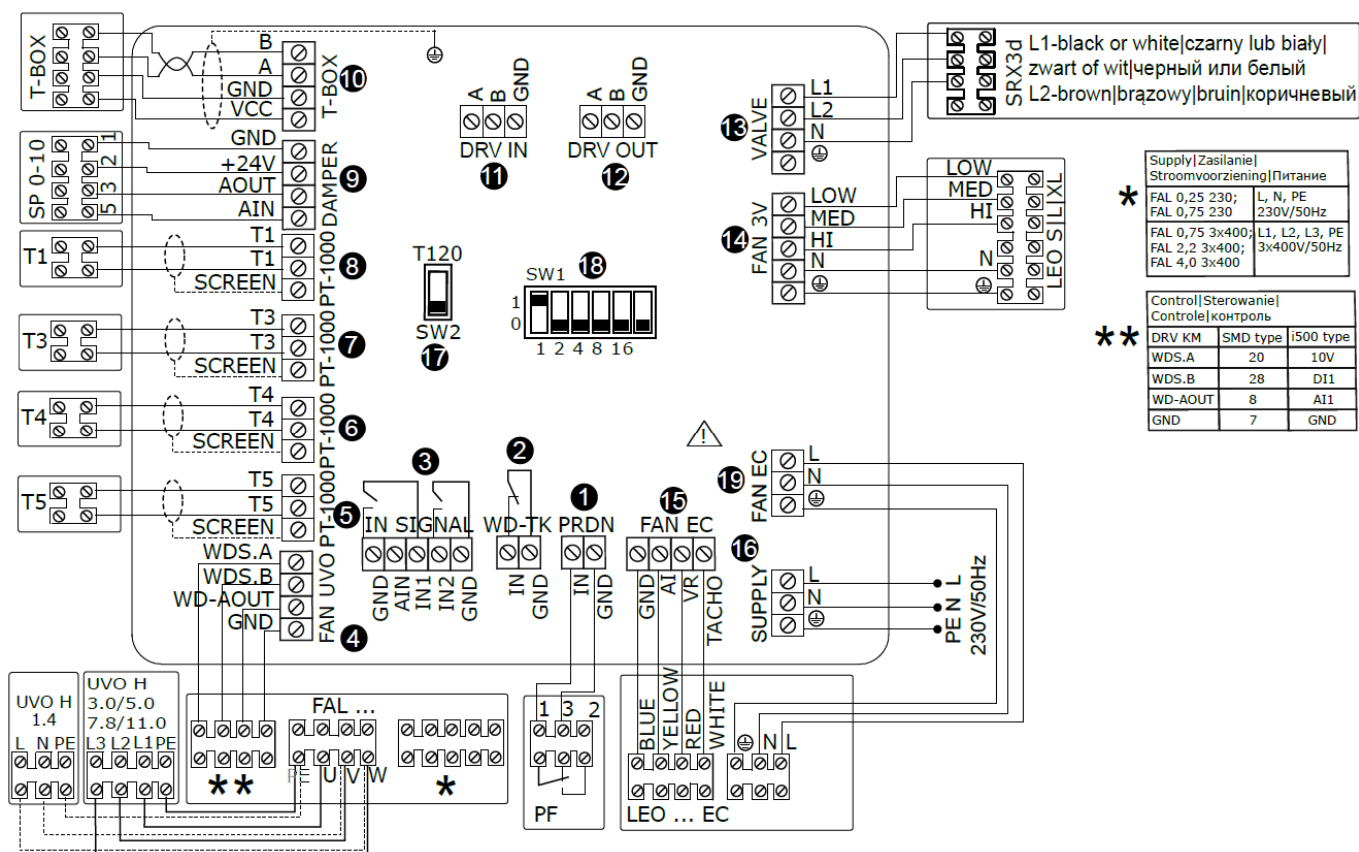 T-BOX
B
A
GND
VCC
T-BOX
10
SP 0-10
1
2
3
5
GND
+24V
AOUT
AIN
DAMPER
9
T1
T1
T1
SCREEN
PT-1000
8
T3
T3
T3
SCREEN
PT-1000
7
T4
T4
T4
SCREEN
PT-1000
6
T5
T5
T5
SCREEN
PT-1000
5
WDS.A
WDS.B
WD-AOUT
GND
FAN UVO
4
A
B
GND
DRV IN
11
A
B
GND
DRV OUT
12
T120
SW2
17
18
SW1
1
0
1 2 4 8 16
3
IN SIGNAL
GND
AIN
IN1
IN2
GND
2
WD-TK
IN
GND
1
PRDN
IN
GND
15
FAN EC
GND
AI
VR
TACHO
13
VALVE
L1
L2
N
14
FAN 3V
LOW
MED
HI
N
19
FAN EC
L
N
16
SUPPLY
L
N
L
N
PE
230V/50Hz
SRX3d
L1-black or white|czarny lub biały|
zwart of wit|черный или белый
L2-brown|brązowy|bruin|коричневый
LOW
MED
HI
N
LEO S|L|XL
*
Supply|Zasilanie|
Stroomvoorziening|Питание
FAL 0,25 230; L, N, PE
FAL 0,75 230 230V/50Hz
FAL 0,75 3x400; L1, L2, L3, PE
FAL 2,2 3x400; 3x400V/50Hz
FAL 4,0 3x400
**
Control|Sterowanie|
Controle|контроль
DRV KM SMD type i500 type
WDS.A 20 10V
WDS.B 28 DI1
WD-AOUT 8 AI1
GND 7 GND
UVO H
1.4
L N PE
UVO H
3.0/5.0
7.8/11.0
L3 L2 L1 PE
FAL ...
**
PE U V W
*
1 3 2
PF
BLUE
YELLOW
RED
WHITE
N L
LEO ... EC